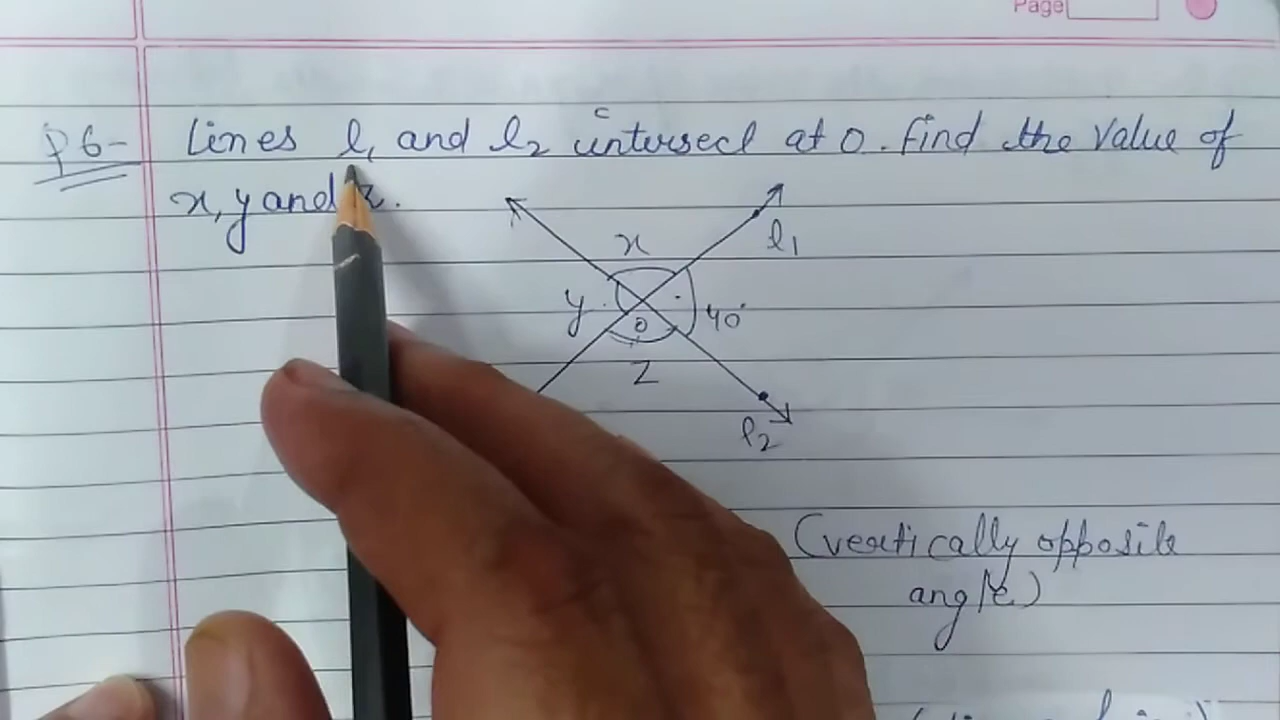 Page
P6- Lines l1 and l2 intersect at O. Find the value of
x, y and z.
x
l1
y
O
40°
z
l2
(vertically opposite
angle)